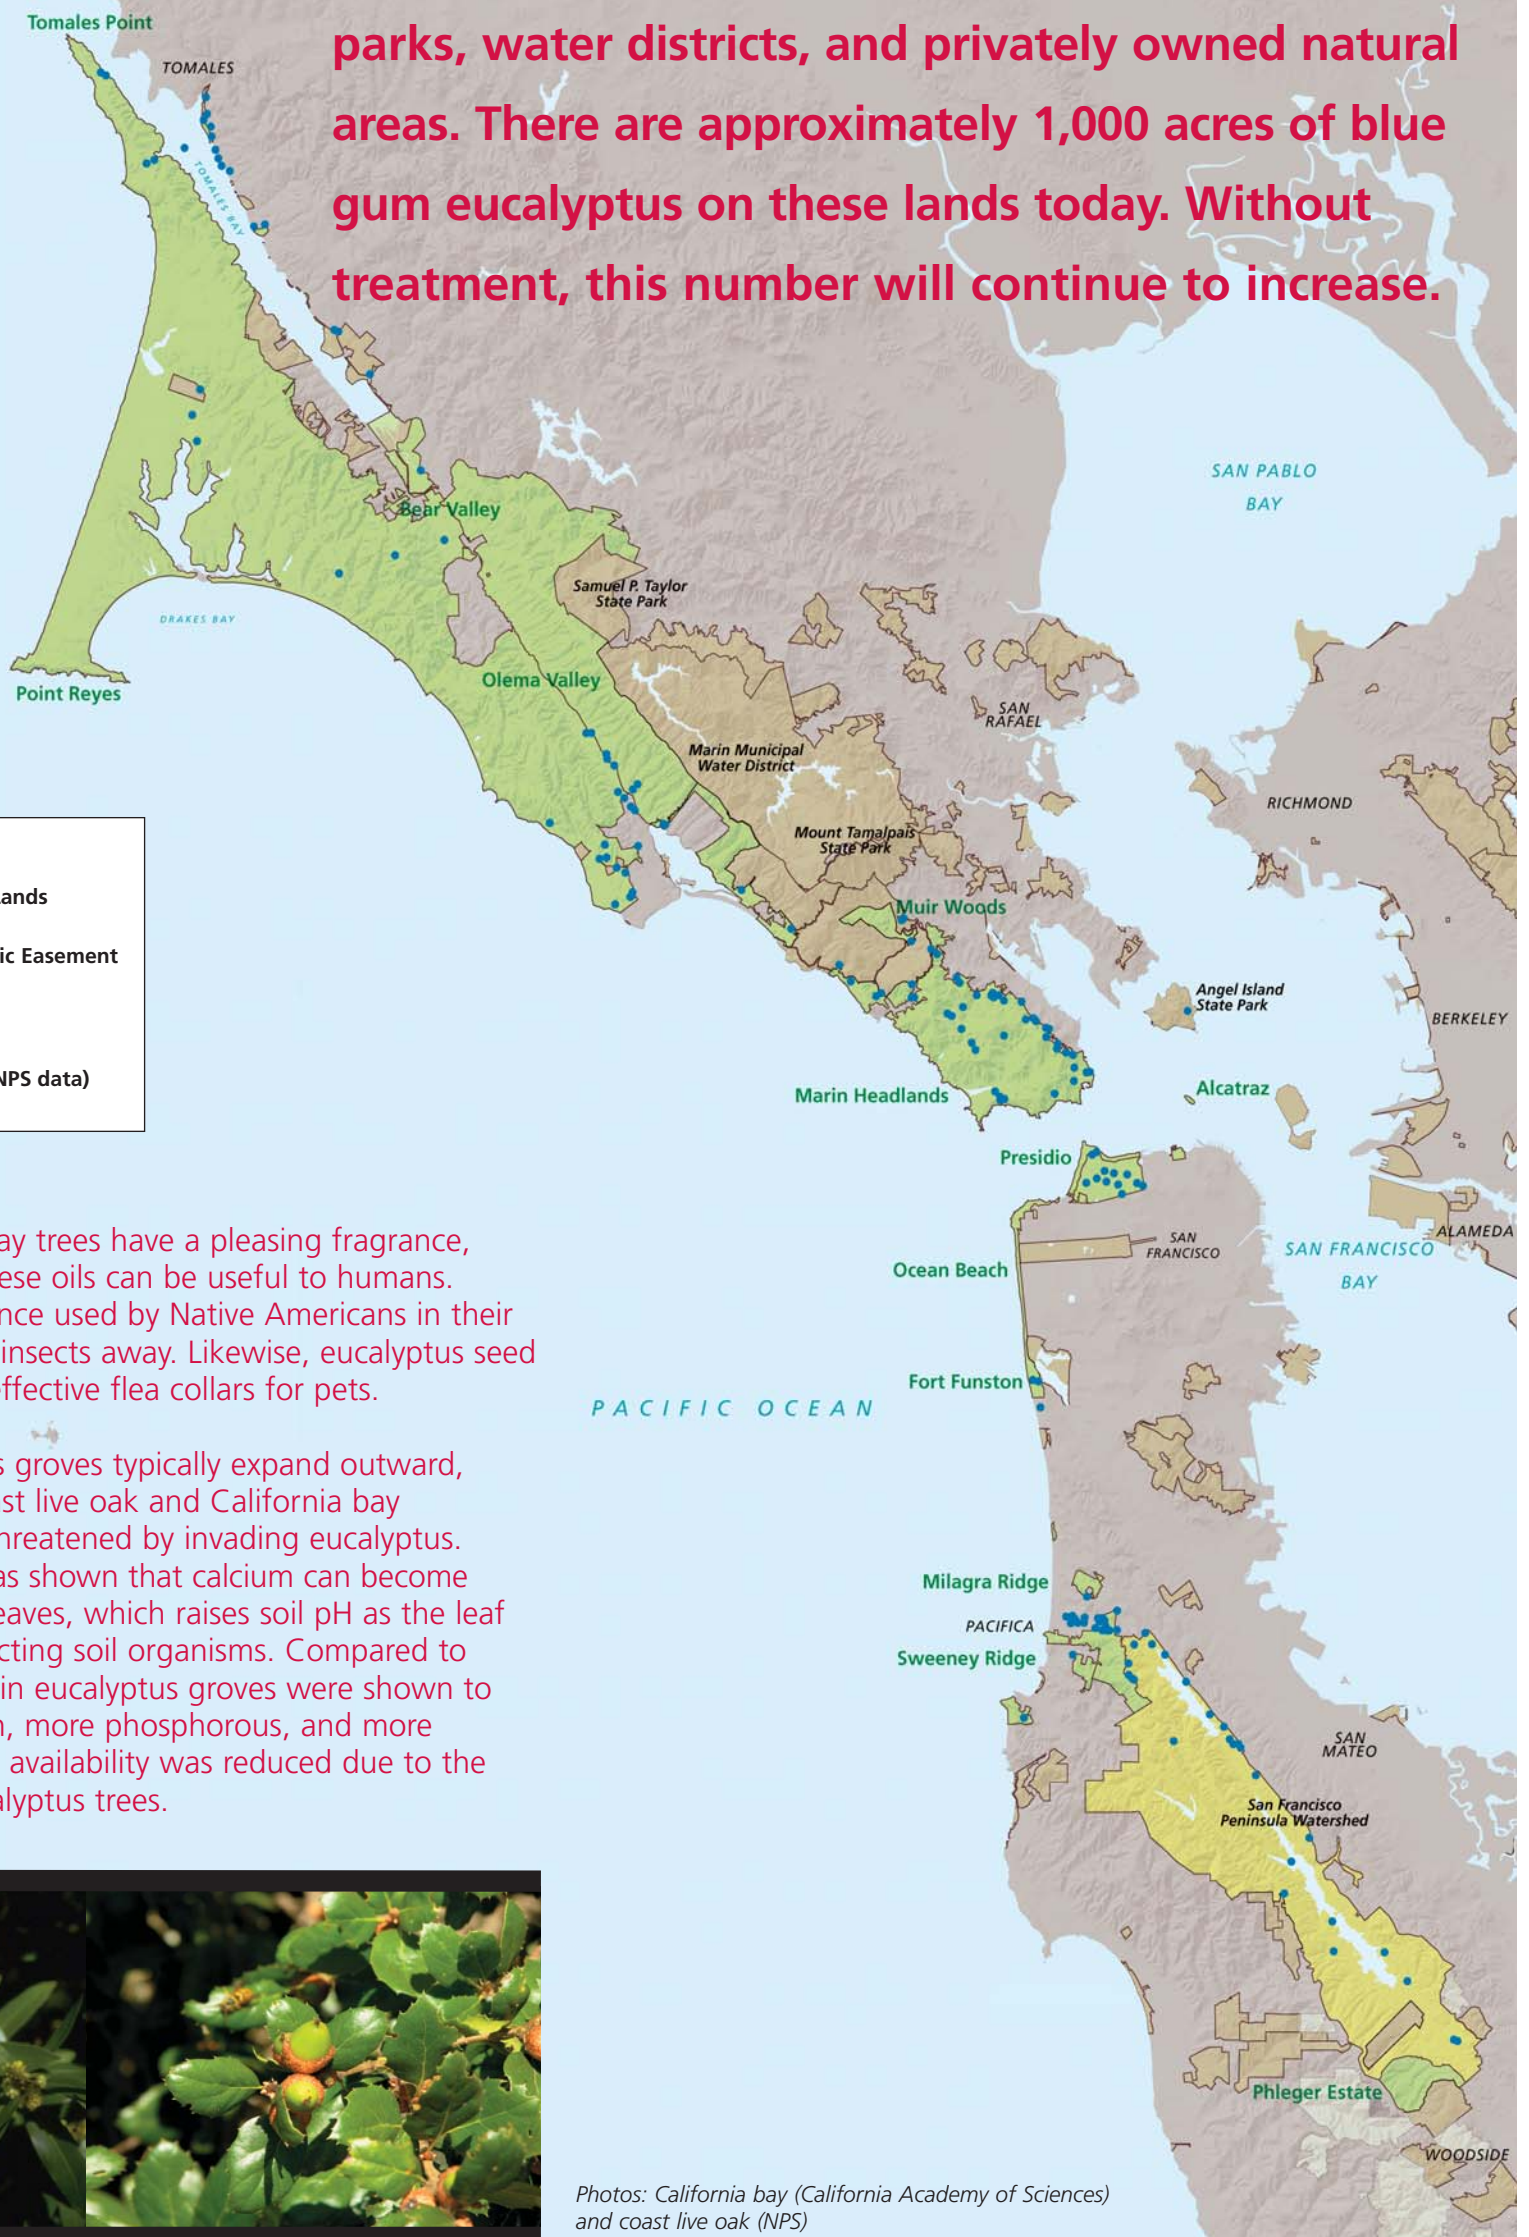 parks, water districts, and privately owned natural
areas. There are approximately 1,000 acres of blue
gum eucalyptus on these lands today. Without
treatment, this number will continue to increase.
Tomales Point
TOMALES
TOMALES BAY
Bear Valley
SAN PABLO
BAY
Samuel P. Taylor
State Park
DRAKES BAY
Point Reyes
Olema Valley
SAN
RAFAEL
Marin Municipal
Water District
RICHMOND
Mount Tamalpais
State Park
Muir Woods
Angel Island
State Park
BERKELEY
Marin Headlands
Alcatraz
Presidio
ALAMEDA
SAN
FRANCISCO
SAN FRANCISCO
BAY
Ocean Beach
Fort Funston
PACIFIC OCEAN
Milagra Ridge
PACIFICA
Sweeney Ridge
SAN
MATEO
San Francisco
Peninsula Watershed
Phleger Estate
WOODSIDE
ands
ic Easement
NPS data)
ay trees have a pleasing fragrance,
ese oils can be useful to humans.
nce used by Native Americans in their
insects away. Likewise, eucalyptus seed
effective flea collars for pets.
s groves typically expand outward,
st live oak and California bay
hreatened by invading eucalyptus.
as shown that calcium can become
eaves, which raises soil pH as the leaf
cting soil organisms. Compared to
in eucalyptus groves were shown to
n, more phosphorous, and more
availability was reduced due to the
alyptus trees.
Photos: California bay (California Academy of Sciences)
and coast live oak (NPS)